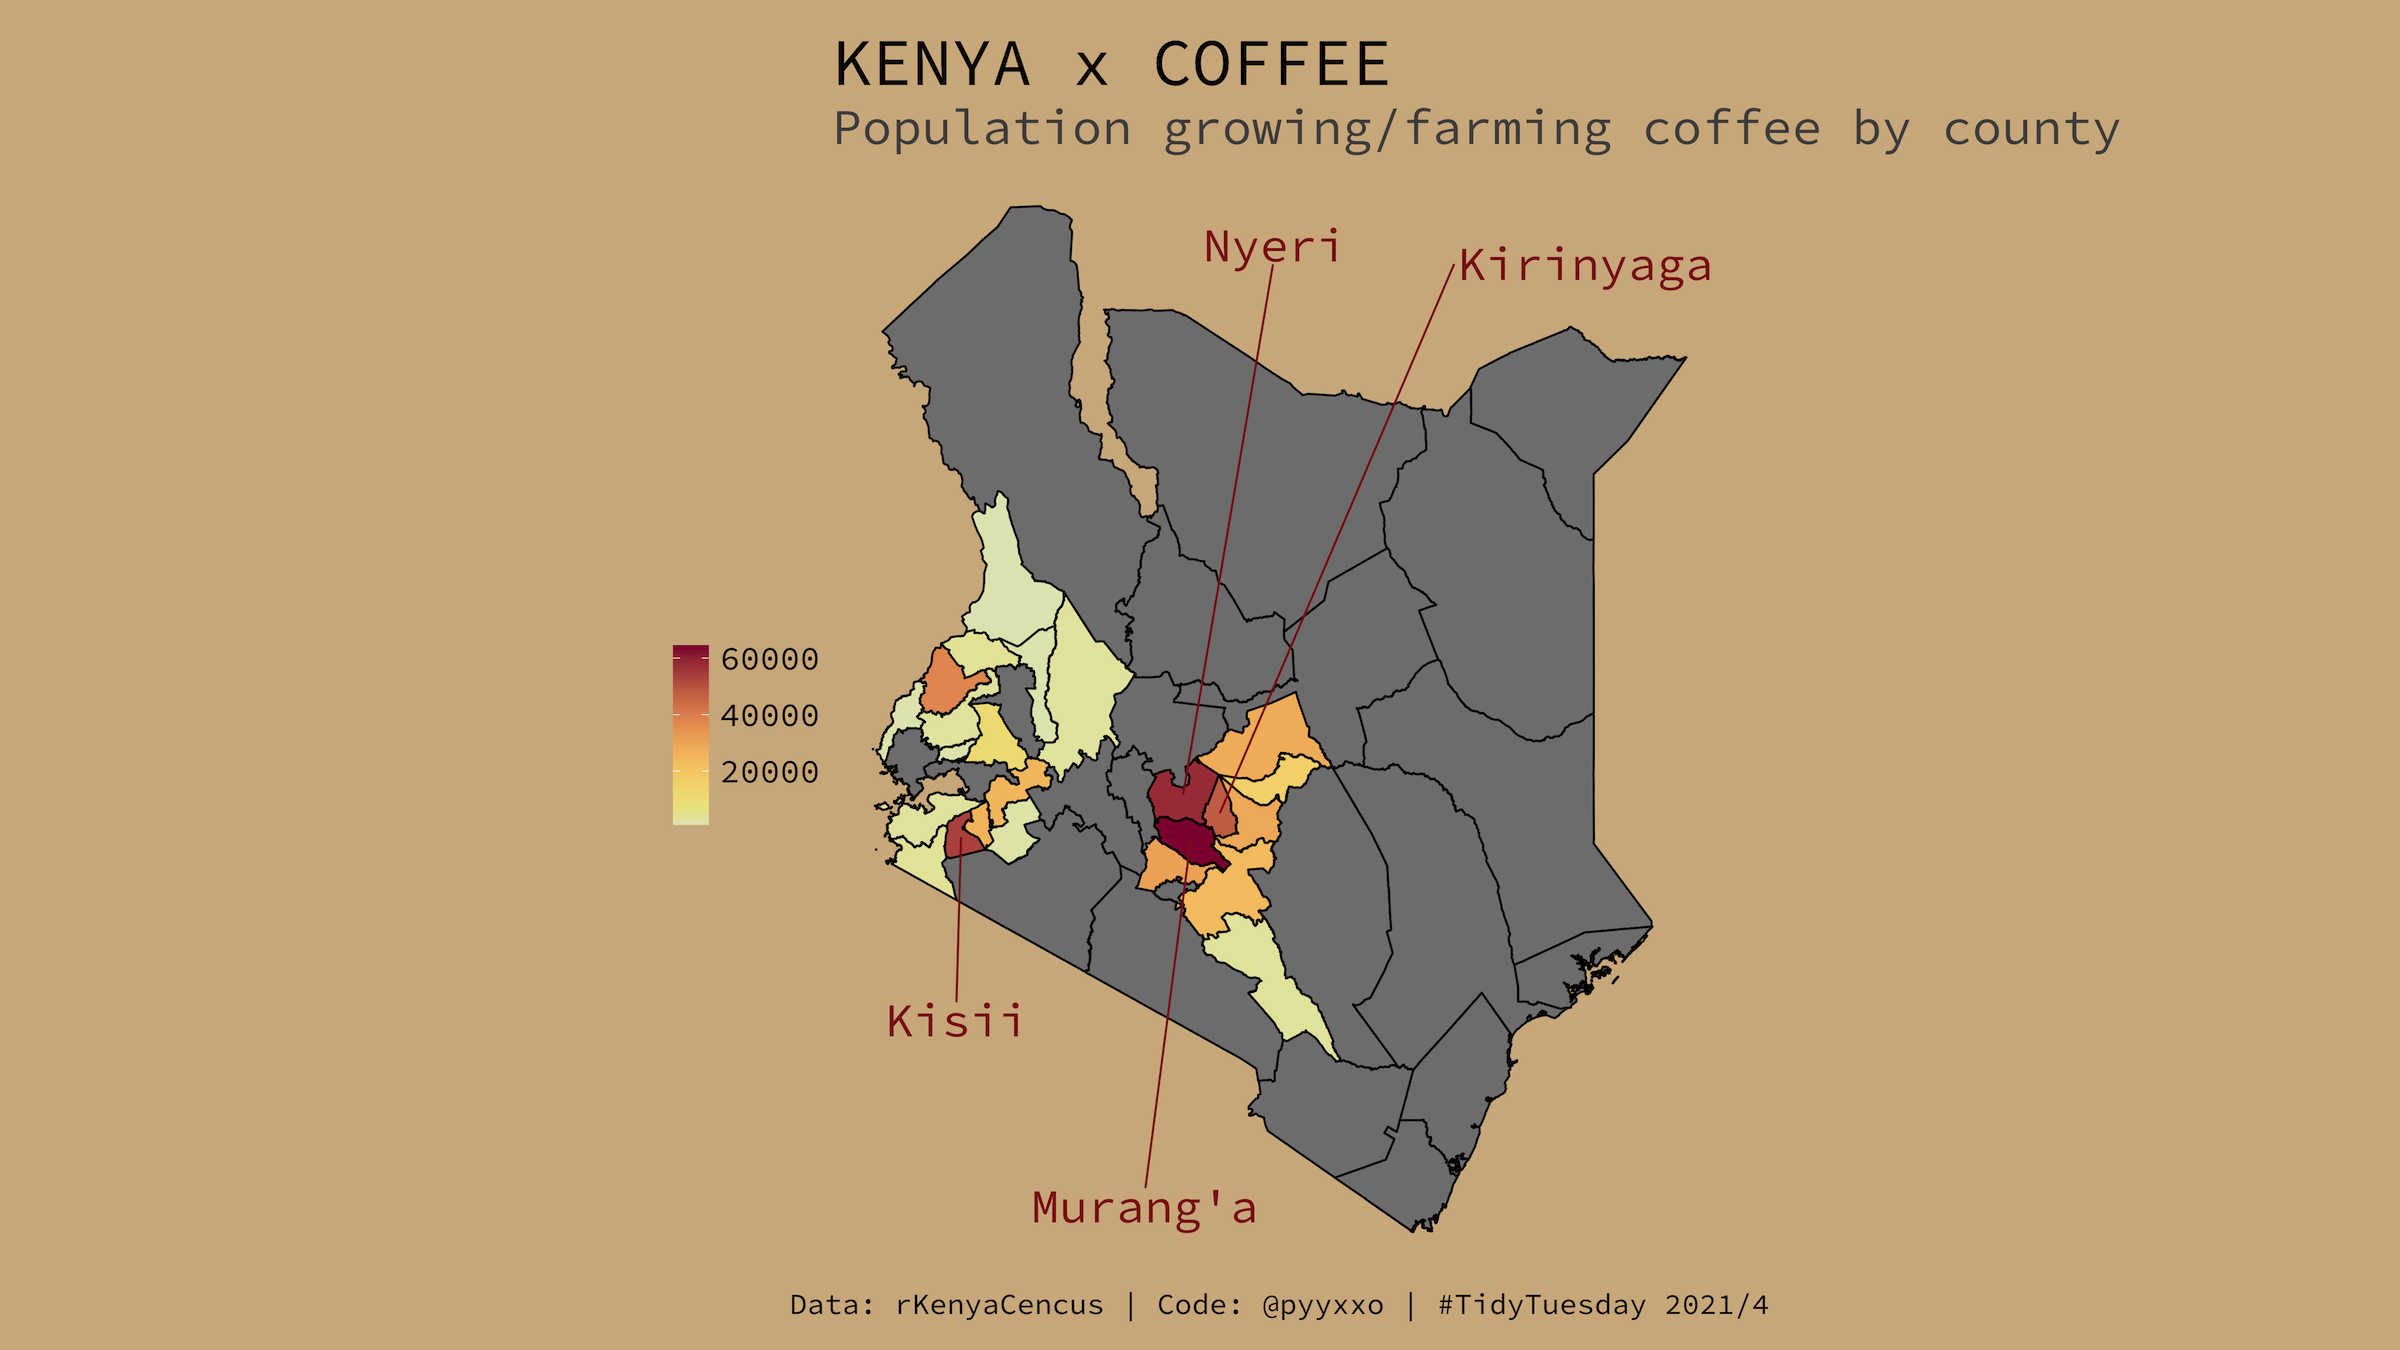 KENYA x COFFEE
Population growing/farming coffee by county
Nyeri
Kirinyaga
60000
40000
20000
Kisii
Murang'a
Data: rKenyaCencus | Code: @pyyxxo | #TidyTuesday 2021/4